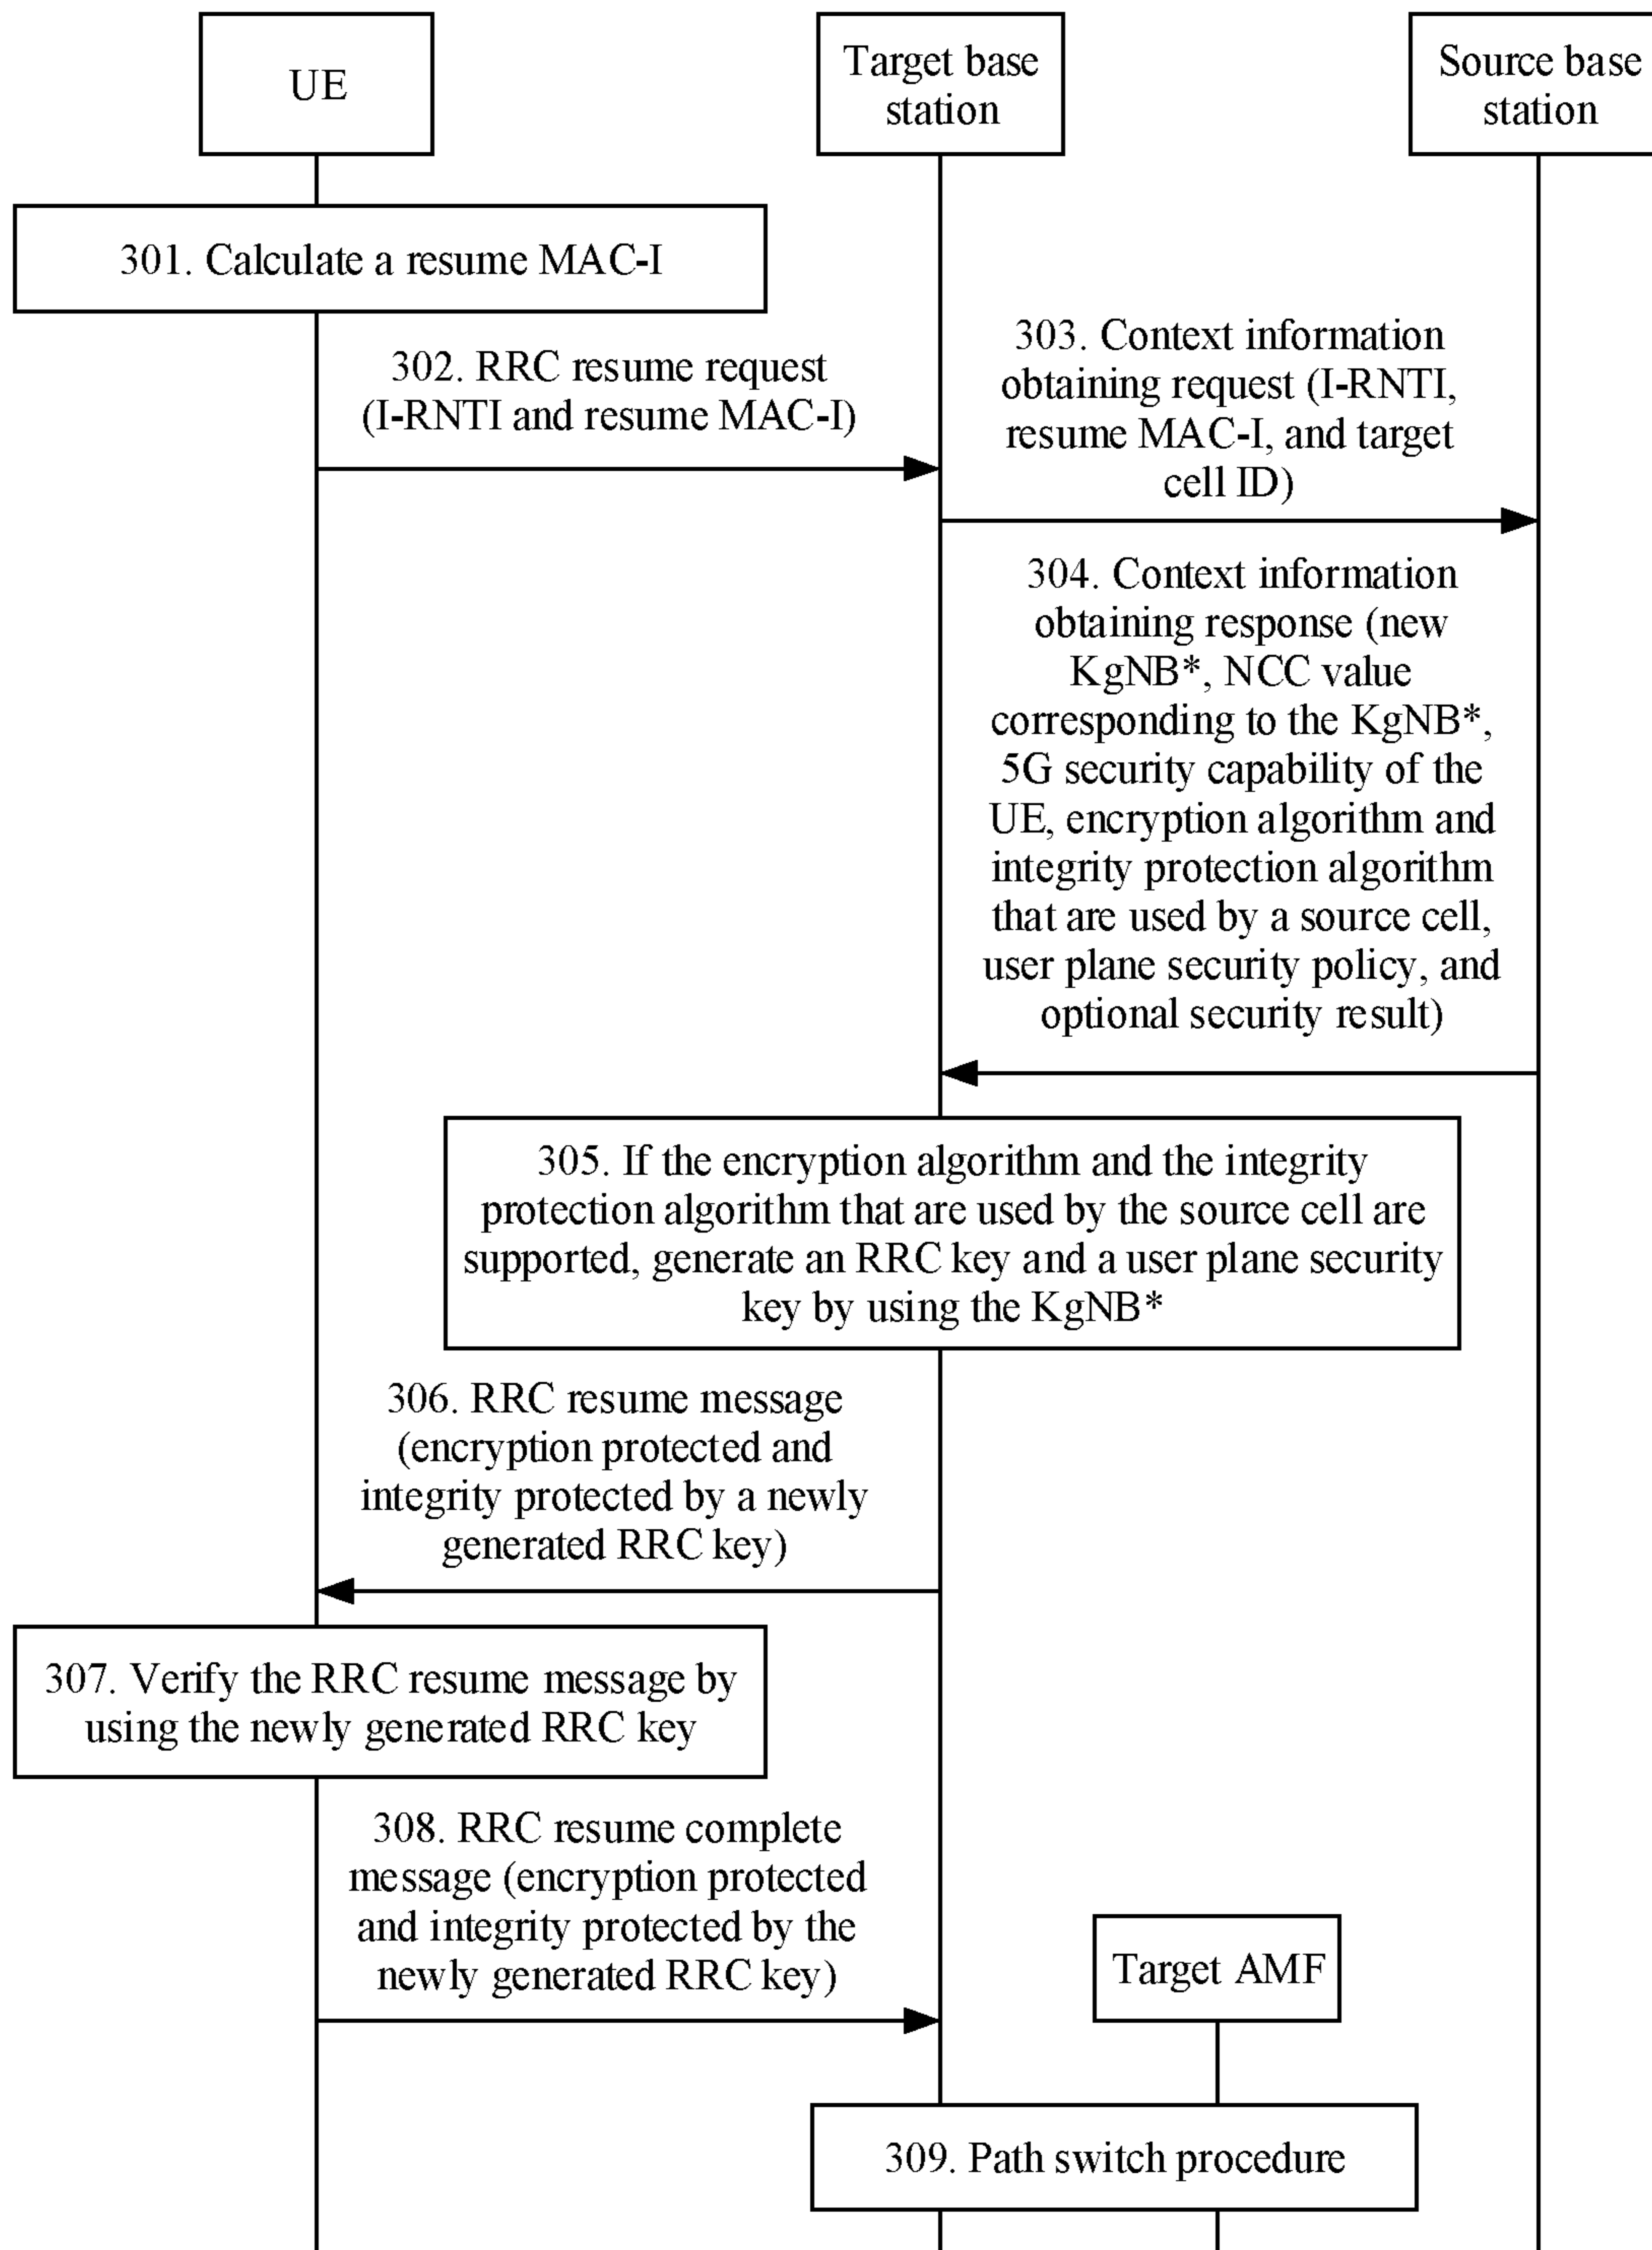 UE
Target base
station
Source base
station
301. Calculate a resume MAC-I
302. RRC resume request
(I-RNTI and resume MAC-I)
303. Context information
obtaining request (I-RNTI,
resume MAC-I, and target
cell ID)
304. Context information
obtaining response (new
KgNB*, NCC value
corresponding to the KgNB*,
5G security capability of the
UE, encryption algorithm and
integrity protection algorithm
that are used by a source cell,
user plane security policy, and
optional security result)
305. If the encryption algorithm and the integrity
protection algorithm that are used by the source cell are
supported, generate an RRC key and a user plane security
key by using the KgNB*
306. RRC resume message
(encryption protected and
integrity protected by a newly
generated RRC key)
307. Verify the RRC resume message by
using the newly generated RRC key
308. RRC resume complete
message (encryption protected
and integrity protected by the
newly generated RRC key)
Target AMF
309. Path switch procedure